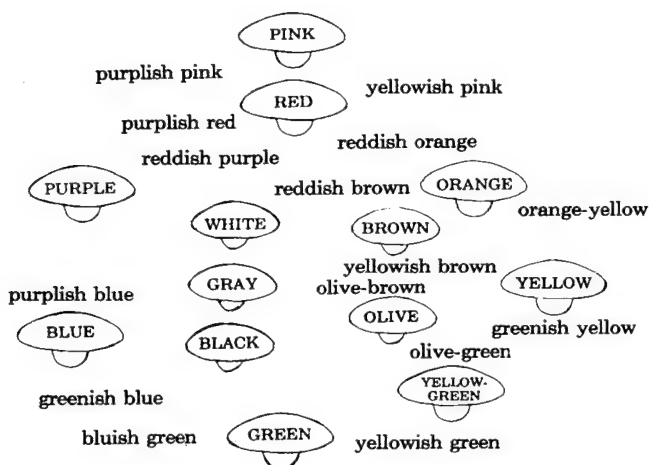 PINK
purplish pink
yellowish pink
RED
purplish red
reddish orange
reddish purple
PURPLE
reddish brown
ORANGE
orange-yellow
WHITE
BROWN
yellowish brown
GRAY
olive-brown
YELLOW
purplish blue
OLIVE
greenish yellow
BLUE
BLACK
olive-green
YELLOW-
GREEN
greenish blue
bluish green
GREEN
yellowish green